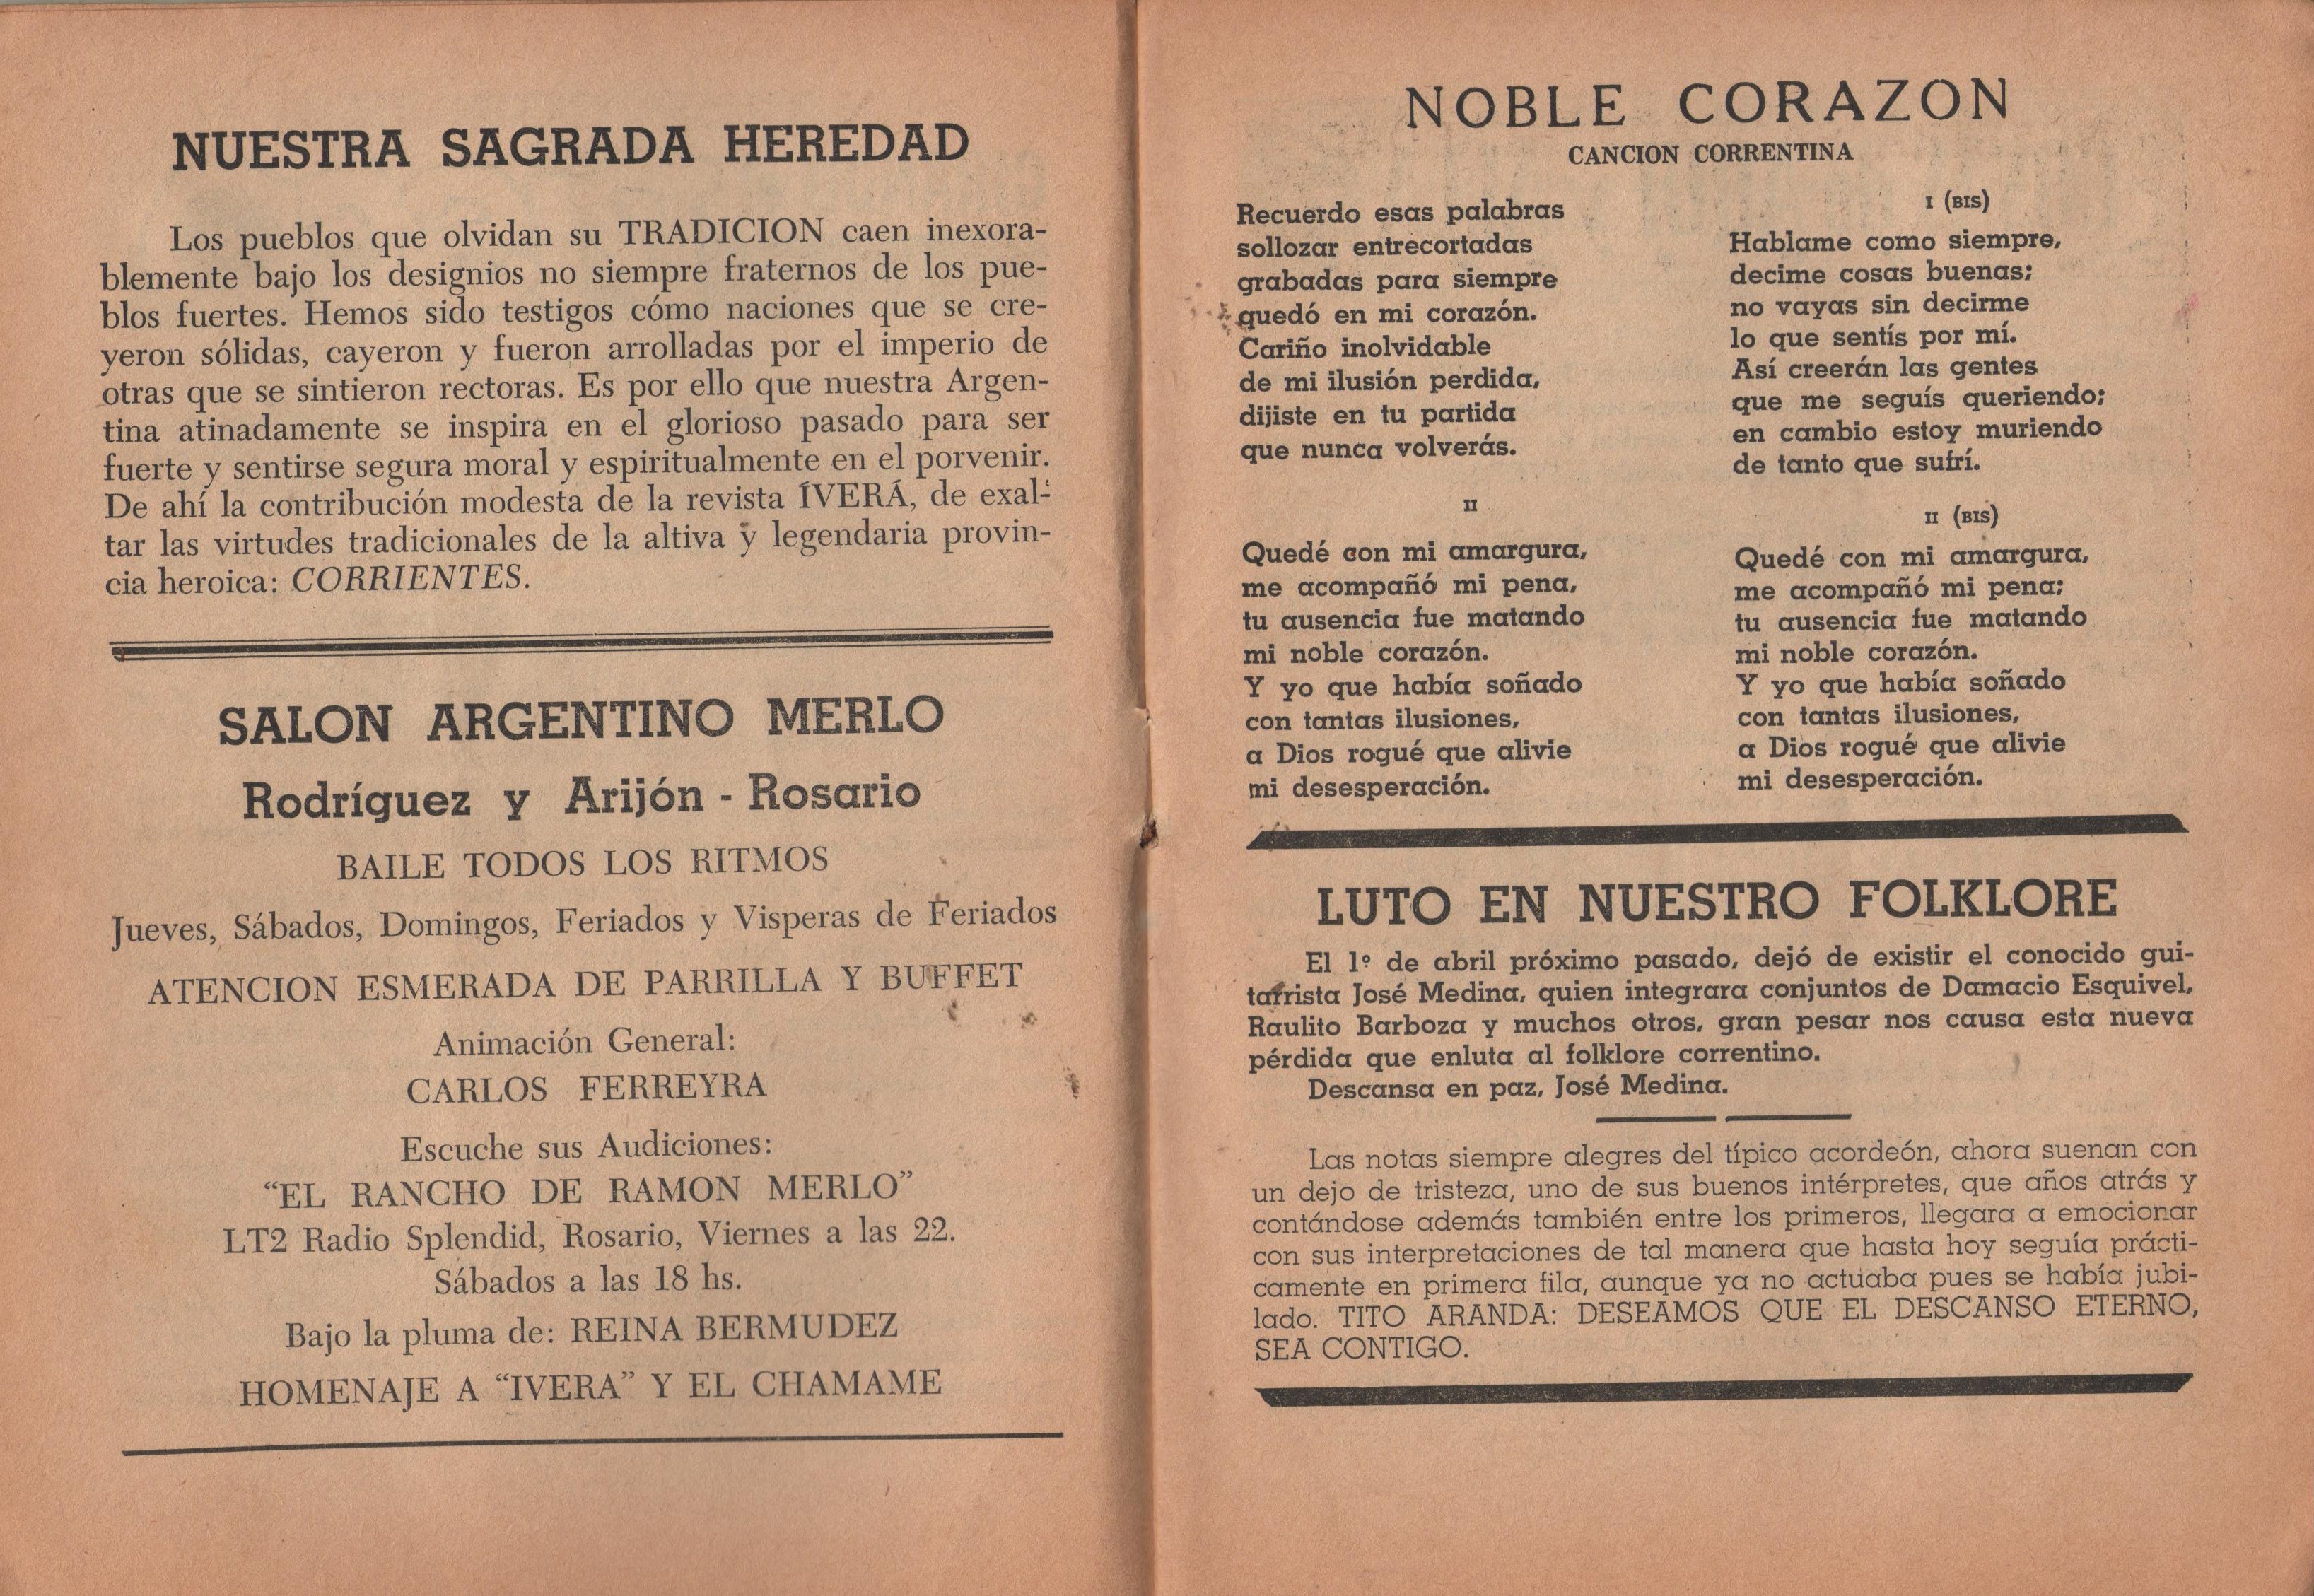 NUESTRA SAGRADA HEREDAD
Los pueblos que olvidan su TRADICION caen inexora-
blemente bajo los designios no siempre fraternos de los pue-
blos fuertes. Hemos sido testigos cómo naciones que se cre-
yeron sólidas, cayeron y fueron arrolladas por el imperio de
otras que se sintieron rectoras. Es por ello que nuestra Argen-
tina atinadamente se inspira en el glorioso pasado para ser
fuerte y sentirse segura moral y espiritualmente en el porvenir.
De ahí la contribución modesta de la revista ÍVERÁ, de exal-
tar las virtudes tradicionales de la altiva y legendaria provin-
cia heroica: CORRIENTES.
SALON ARGENTINO MERLO
Rodríguez y Arijón - Rosario
BAILE TODOS LOS RITMOS
Jueves, Sábados, Domingos, Feriados y Visperas de Feriados
ATENCION ESMERADA DE PARRILLA Y BUFFET
Animación General:
CARLOS FERREYRA
Escuche sus Audiciones:
“EL RANCHO DE RAMON MERLO”
LT2 Radio Splendid, Rosario, Viernes a las 22.
Sábados a las 18 hs.
Bajo la pluma de: REINA BERMUDEZ
HOMENAJE A “IVERA” Y EL CHAMAME
NOBLE CORAZON
CANCION CORRENTINA
Recuerdo esas palabras
sollozar entrecortadas
grabadas para siempre
quedó en mi corazón.
Cariño inolvidable
de mi ilusión perdida,
dijiste en tu partida
que nunca volverás.
II
Quedé con mi amargura,
me acompañó mi pena,
tu ausencia fue matando
mi noble corazón.
Y yo que había soñado
con tantas ilusiones,
a Dios rogué que alivie
mi desesperación.
I (BIS)
Hablame como siempre,
decime cosas buenas;
no vayas sin decirme
lo que sentís por mí.
Así creerán las gentes
que me seguís queriendo;
en cambio estoy muriendo
de tanto que sufrí.
II (BIS)
Quedé con mi amargura,
me acompañó mi pena;
tu ausencia fue matando
mi noble corazón.
Y yo que había soñado
con tantas ilusiones,
a Dios rogué que alivie
mi desesperación.
LUTO EN NUESTRO FOLKLORE
El 1º de abril próximo pasado, dejó de existir el conocido gui-
tarrista José Medina, quien integrara conjuntos de Damacio Esquivel,
Raulito Barboza y muchos otros, gran pesar nos causa esta nueva
pérdida que enluta al folklore correntino.
Descansa en paz, José Medina.
Las notas siempre alegres del típico acordeón, ahora suenan con
un dejo de tristeza, uno de sus buenos intérpretes, que años atrás y
contándose además también entre los primeros, llegara a emocionar
con sus interpretaciones de tal manera que hasta hoy seguía prácti-
camente en primera fila, aunque ya no actuaba pues se había jubi-
lado. TITO ARANDA: DESEAMOS QUE EL DESCANSO ETERNO,
SEA CONTIGO.